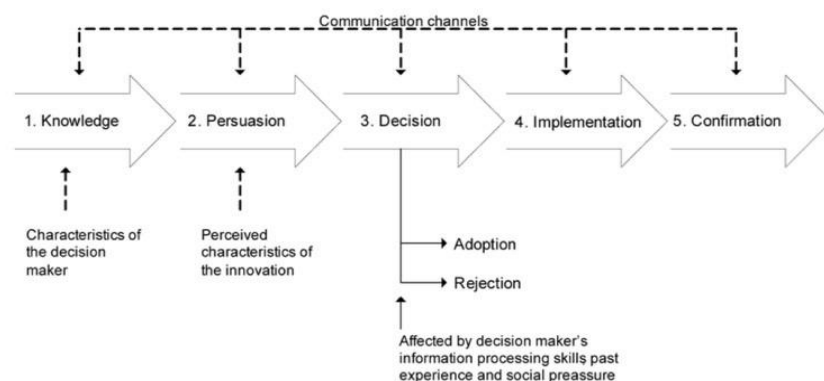 Communication channels
1. Knowledge
2. Persuasion
3. Decision
4. Implementation
5. Confirmation
Characteristics of
the decision
maker
Perceived
characteristics of
the innovation
Adoption
Rejection
Affected by decision maker's
information processing skills past
experience and social preassure